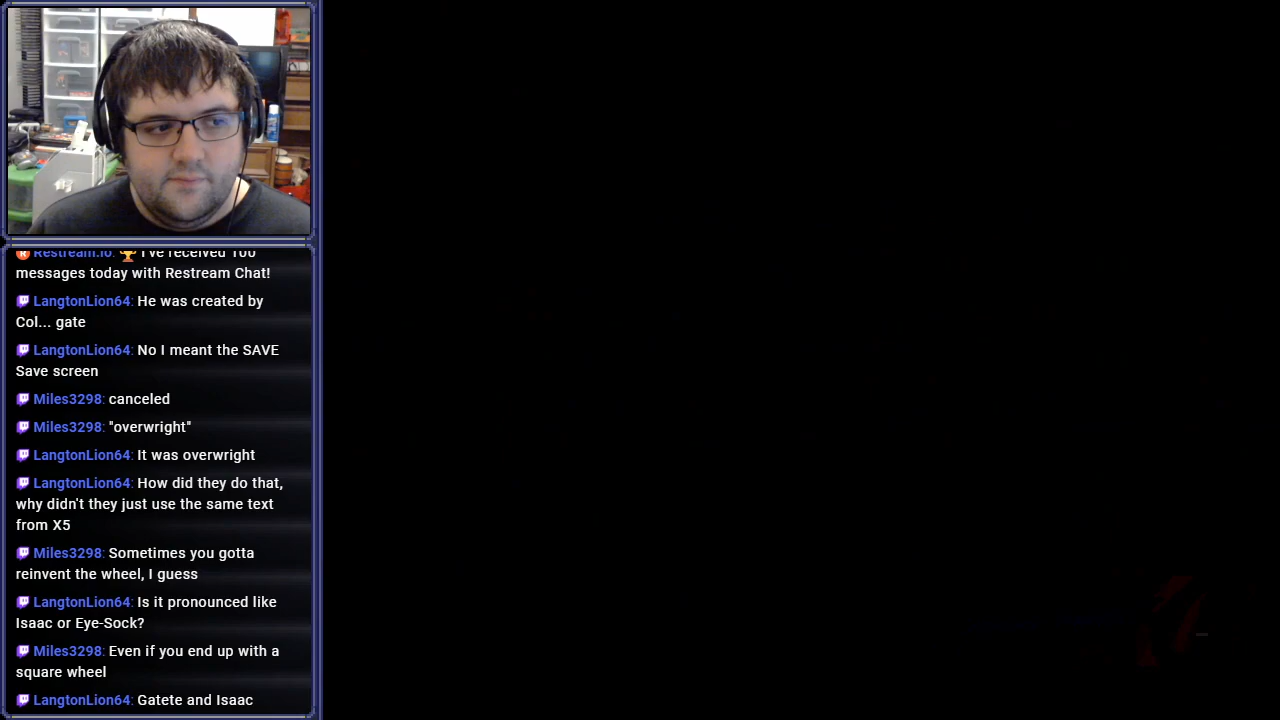 Restream.io: 🏆 I've received 100
messages today with Restream Chat!
LangtonLion64: He was created by
Col... gate
LangtonLion64: No I meant the SAVE
Save screen
Miles3298: canceled
Miles3298: "overwright"
LangtonLion64: It was overwright
LangtonLion64: How did they do that,
why didn't they just use the same text
from X5
Miles3298: Sometimes you gotta
reinvent the wheel, I guess
LangtonLion64: Is it pronounced like
Isaac or Eye-Sock?
Miles3298: Even if you end up with a
square wheel
LangtonLion64: Gatete and Isaac